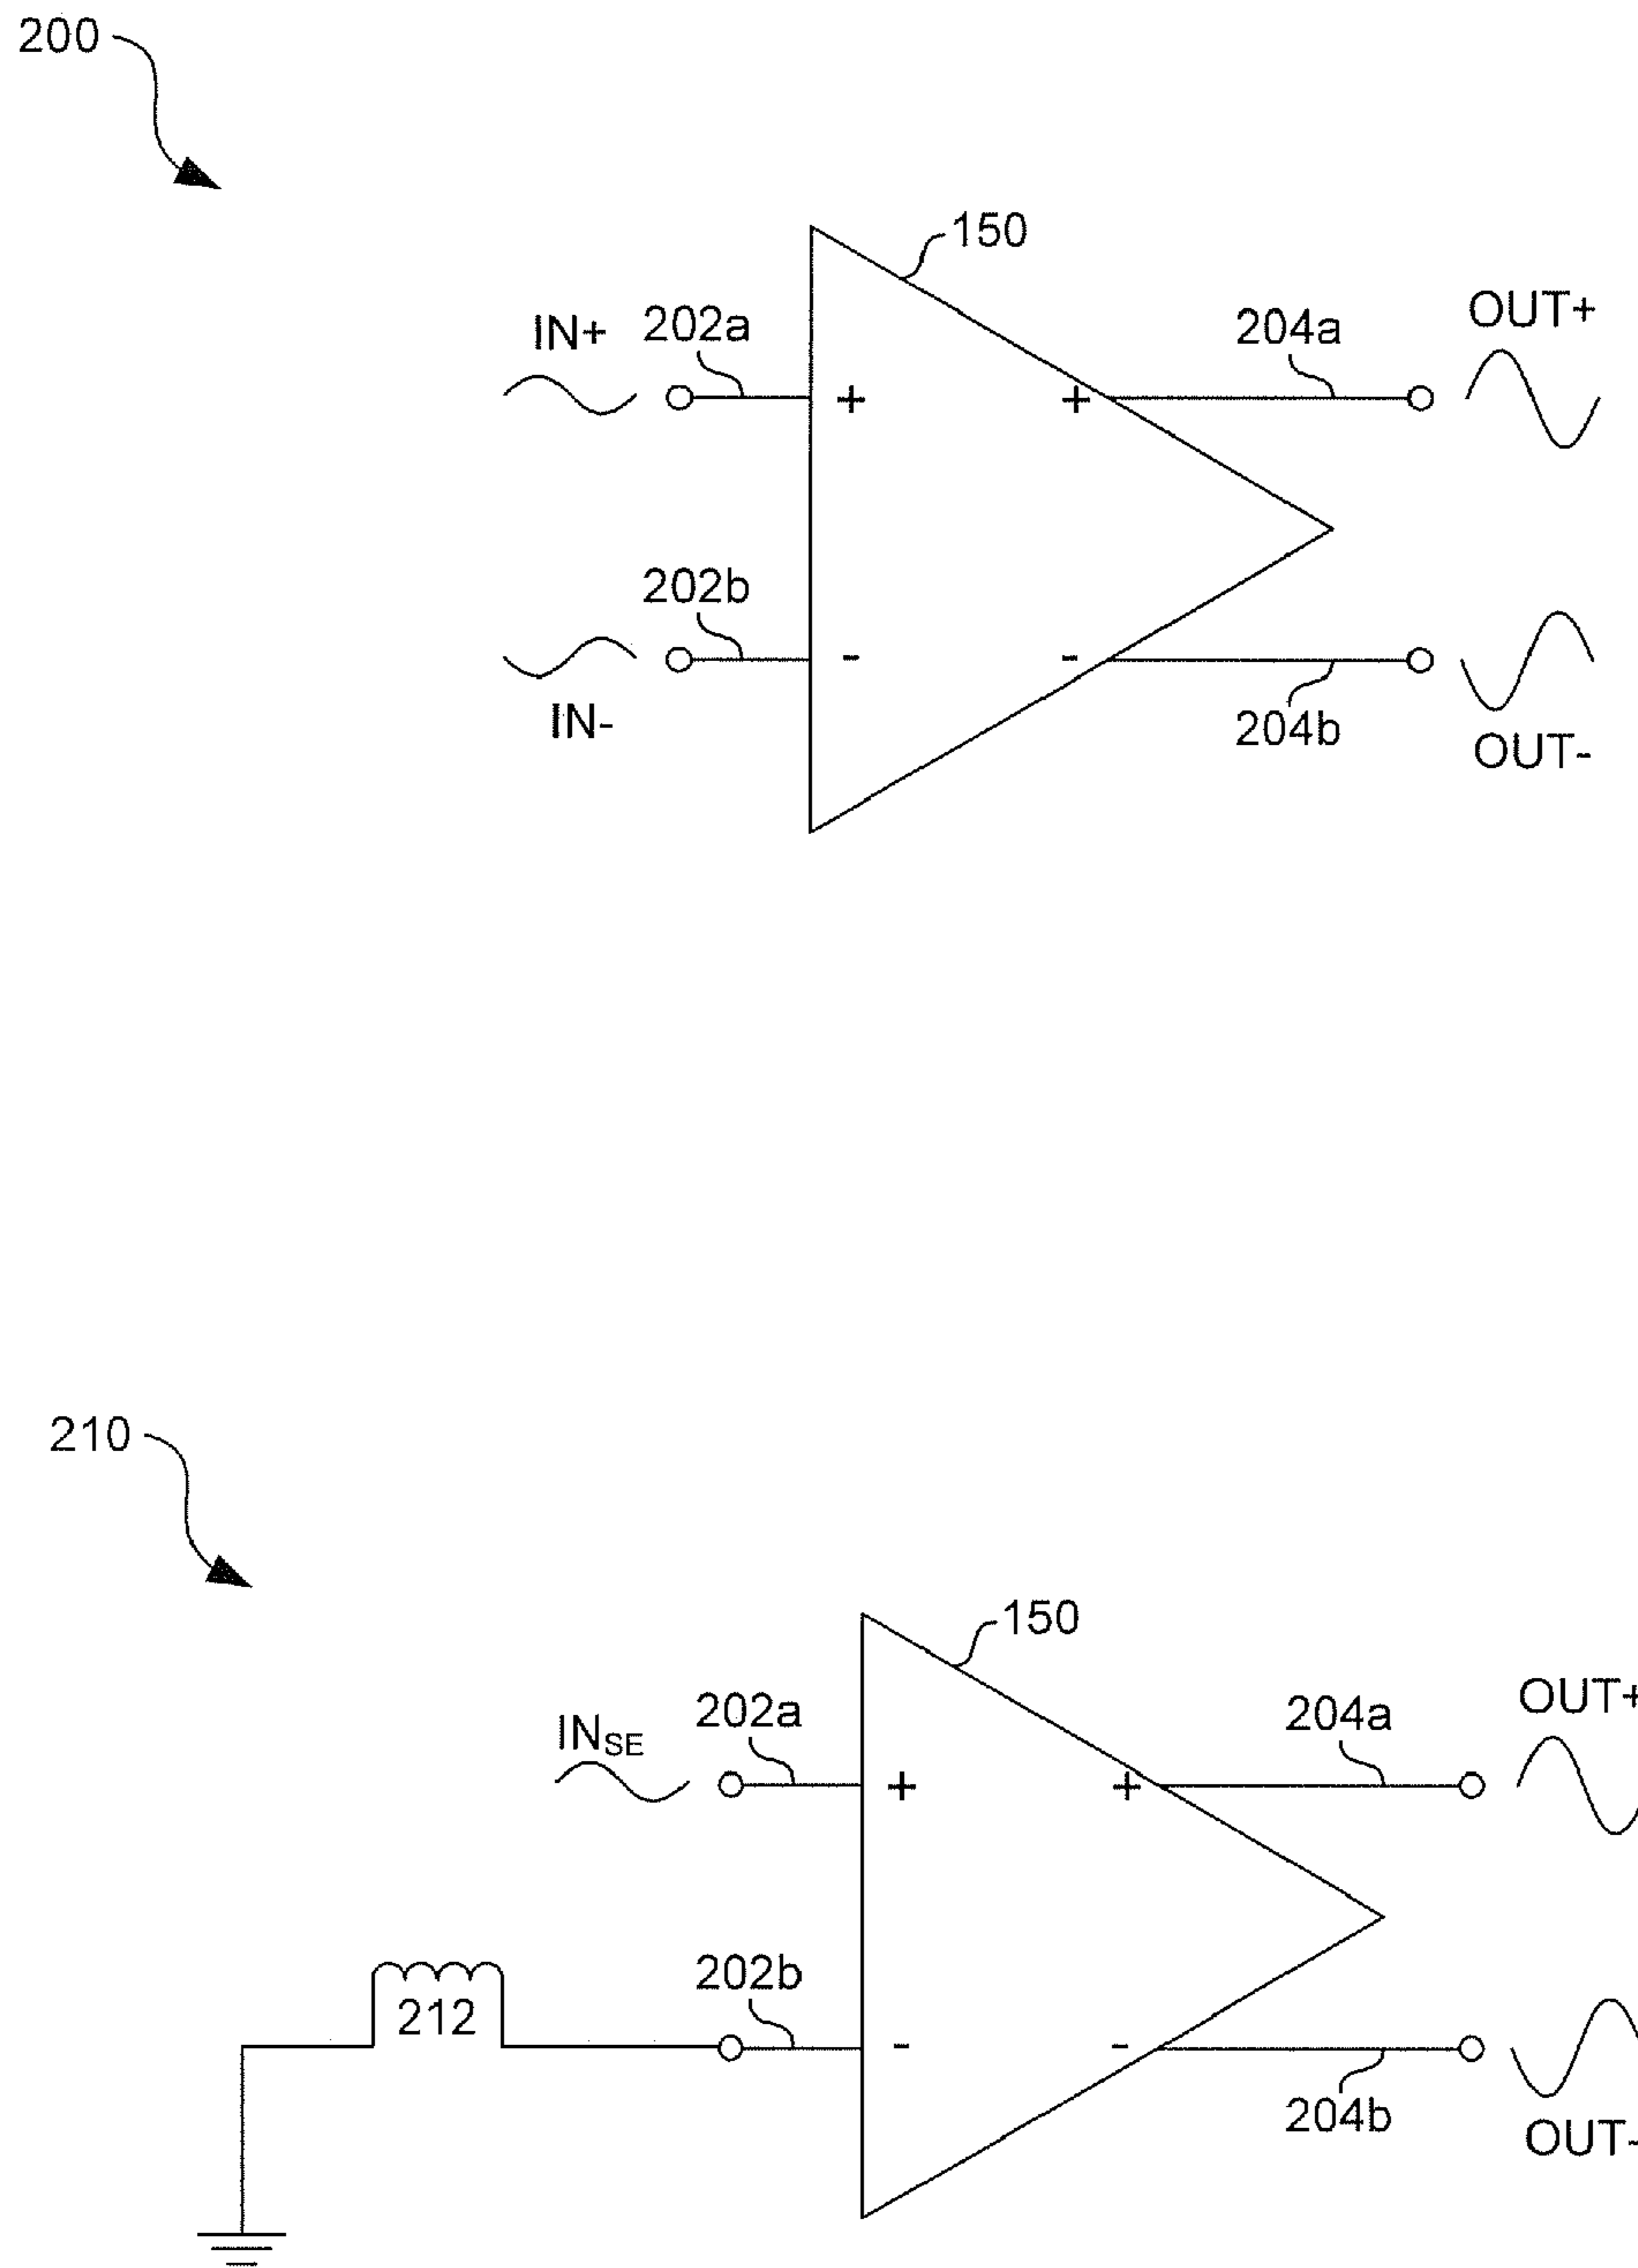 200
150
IN+ 202a
+ +
204a
OUT+
202b
- -
IN-
204b
OUT-
210
150
IN_SE 202a
+ +
204a
OUT+
212
202b
- -
204b
OUT-